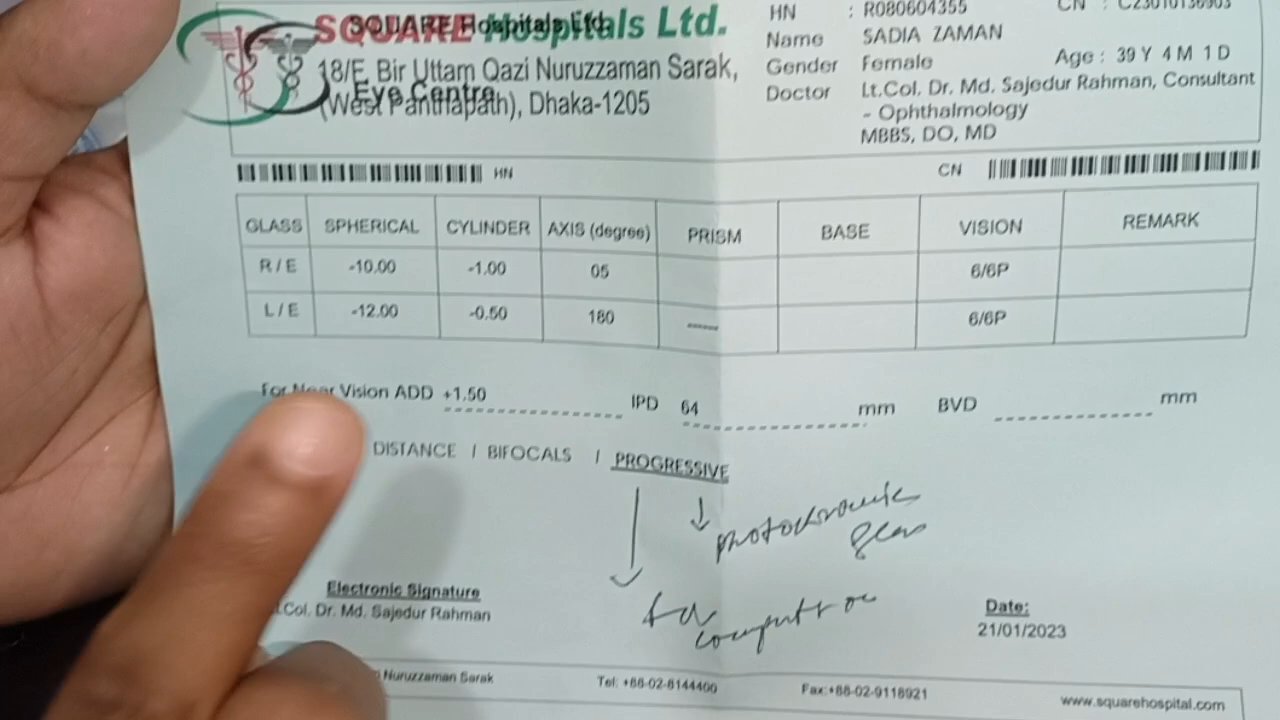 SQUARE Hospitals Ltd.
SQUARE Hospitals Ltd.
18/F, Bir Uttam Qazi Nuruzzaman Sarak,
Eye Centre
(West Panthapath), Dhaka-1205
HN : R080604355 CN :
Name SADIA ZAMAN
Gender Female Age : 39 Y 4 M 1 D
Doctor Lt.Col. Dr. Md. Sajedur Rahman, Consultant
- Ophthalmology
MBBS, DO, MD
HN CN
GLASS SPHERICAL CYLINDER AXIS (degree) PRISM BASE VISION REMARK
R / E -10.00 -1.00 05 6/6P
L / E -12.00 -0.50 180 6/6P
For Near Vision ADD +1.50 IPD 64 mm BVD mm
DISTANCE / BIFOCALS / PROGRESSIVE
photochromic
glass
for
Electronic Signature
.Col. Dr. Md. Sajedur Rahman
Date:
21/01/2023
Nuruzzaman Sarak Tel: +88-02-8144400 Fax:+88-02-9118921 www.squarehospital.com